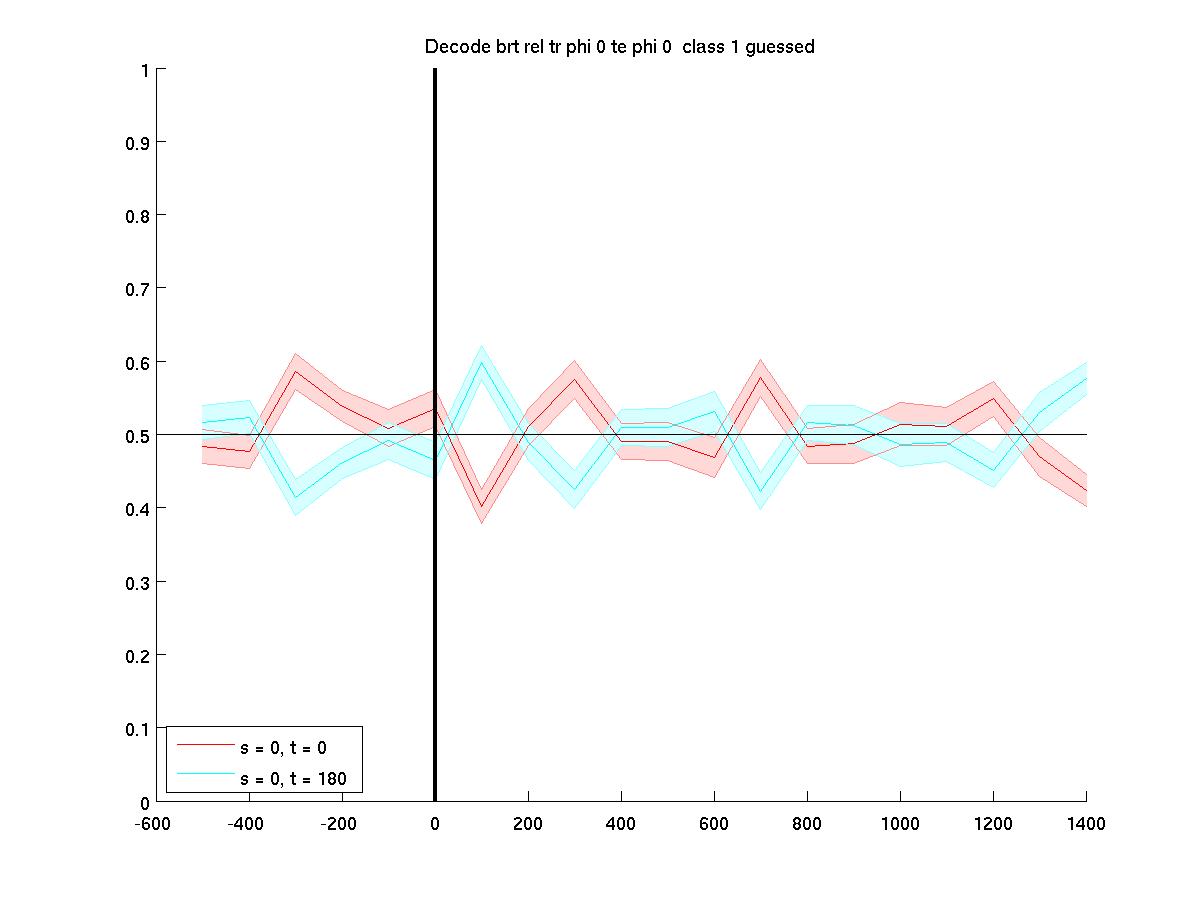 Decode brt rel tr phi 0 te phi 0  class 1 guessed
1
0.9
0.8
0.7
0.6
0.5
0.4
0.3
0.2
0.1
0
s = 0, t = 0
s = 0, t = 180
-600 -400 -200 0 200 400 600 800 1000 1200 1400